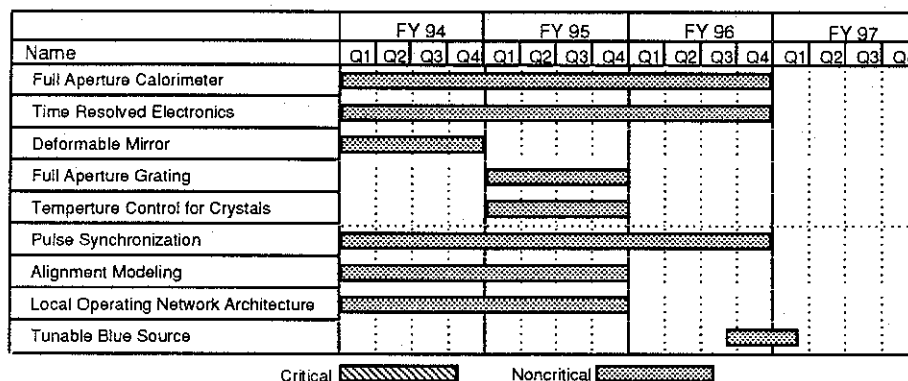 FY 94 FY 95 FY 96 FY 97
Name Q1 Q2 Q3 Q4 Q1 Q2 Q3 Q4 Q1 Q2 Q3 Q4 Q1 Q2 Q3
Full Aperture Calorimeter
Time Resolved Electronics
Deformable Mirror
Full Aperture Grating
Temperture Control for Crystals
Pulse Synchronization
Alignment Modeling
Local Operating Network Architecture
Tunable Blue Source
Critical Noncritical